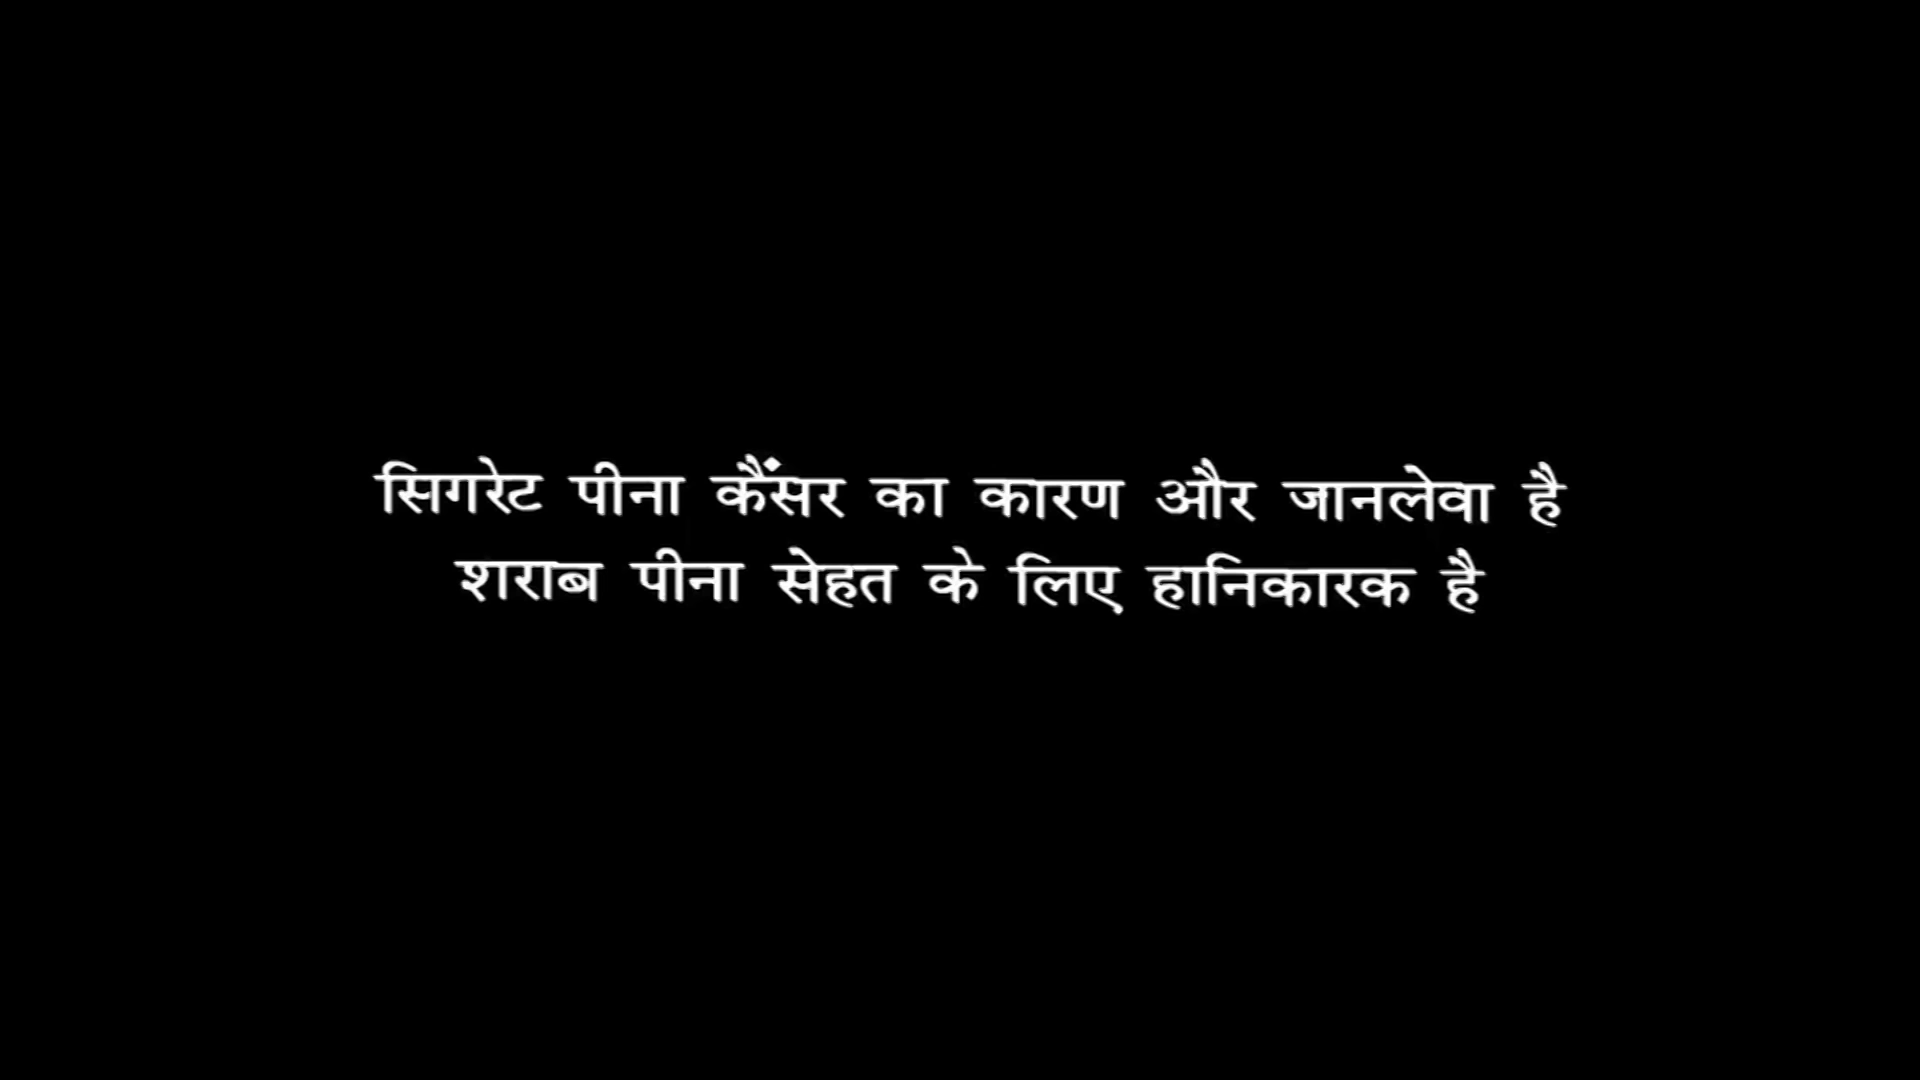 सिगरेट पीना कैंसर का कारण और जानलेवा है
शराब पीना सेहत के लिए हानिकारक है